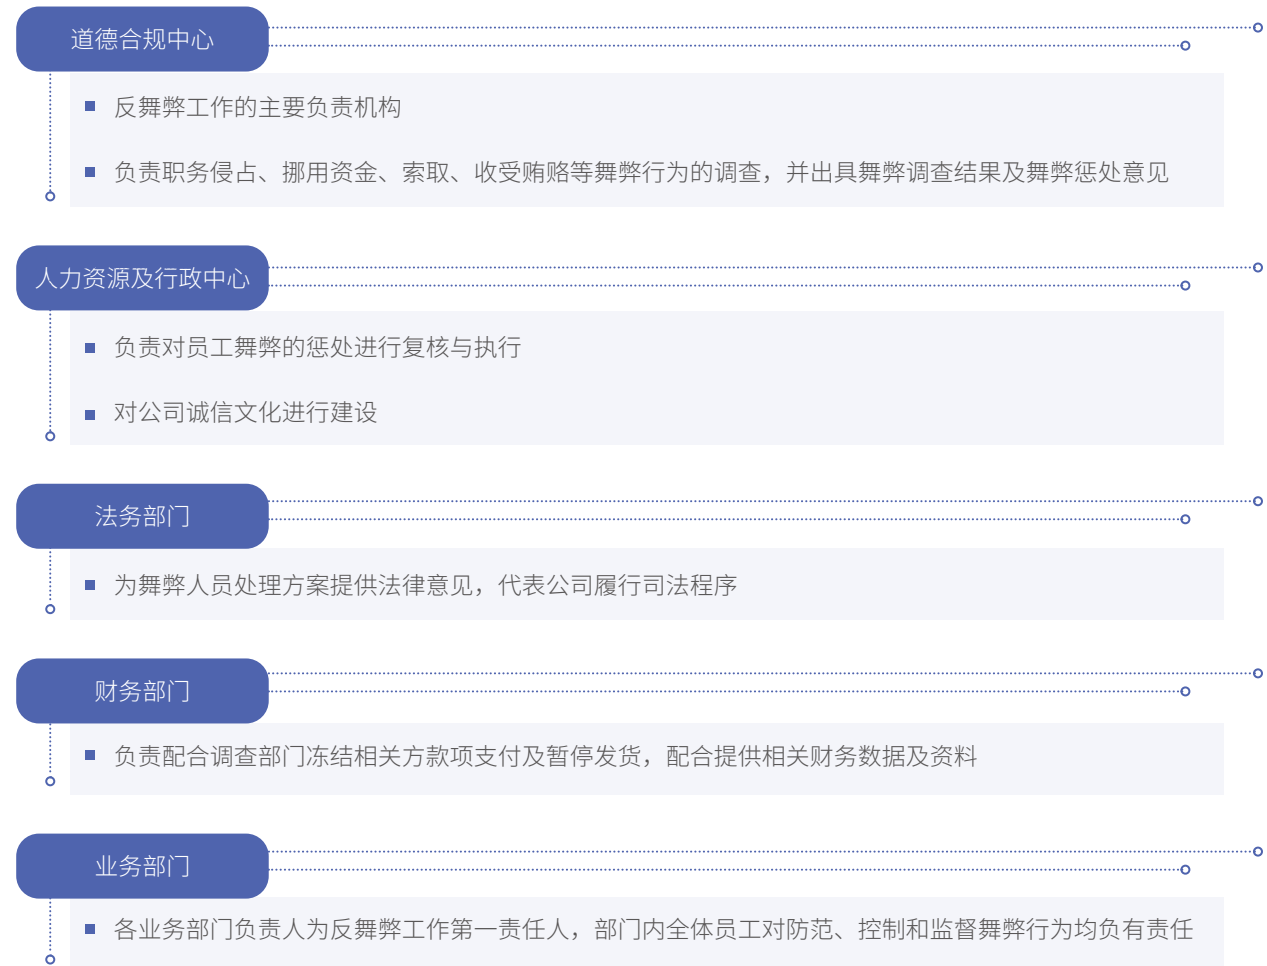 道德合规中心
反舞弊工作的主要负责机构
负责职务侵占、挪用资金、索取、收受贿赂等舞弊行为的调查，并出具舞弊调查结果及舞弊惩处意见
人力资源及行政中心
负责对员工舞弊的惩处进行复核与执行
对公司诚信文化进行建设
法务部门
为舞弊人员处理方案提供法律意见，代表公司履行司法程序
财务部门
负责配合调查部门冻结相关方款项支付及暂停发货，配合提供相关财务数据及资料
业务部门
各业务部门负责人为反舞弊工作第一责任人，部门内全体员工对防范、控制和监督舞弊行为均负有责任